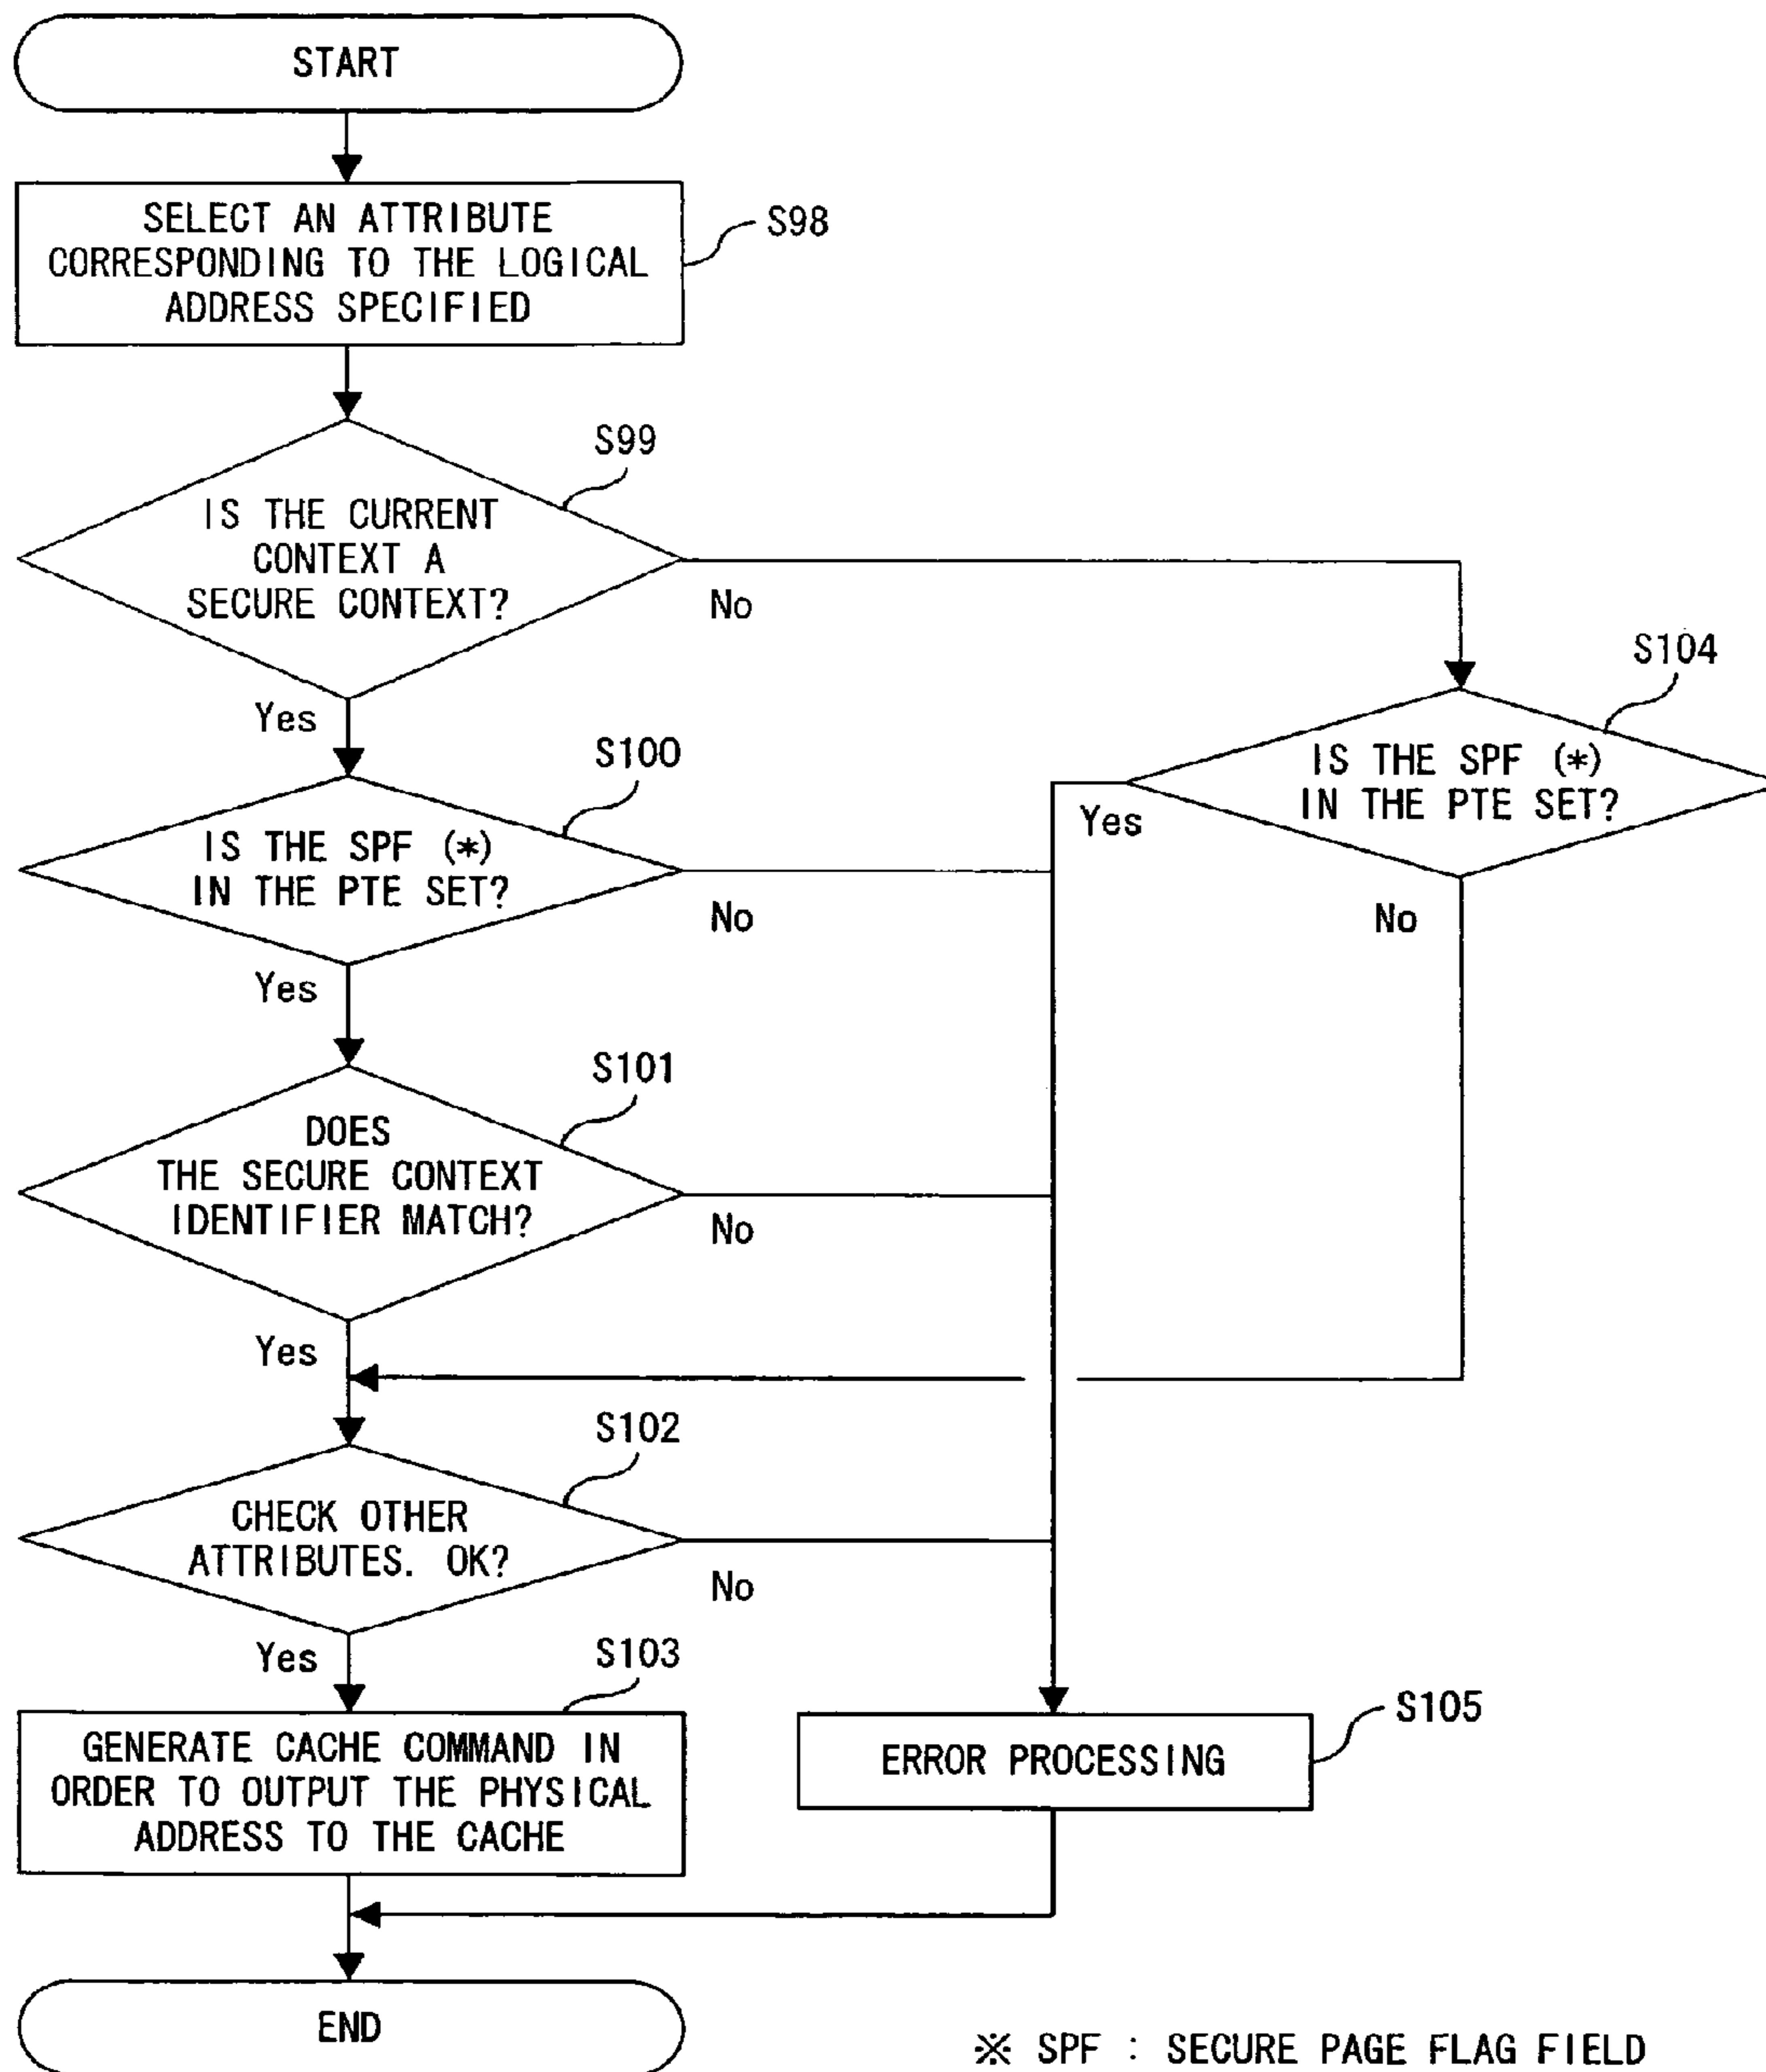 START
SELECT AN ATTRIBUTE
CORRESPONDING TO THE LOGICAL
ADDRESS SPECIFIED
S98
S99
IS THE CURRENT
CONTEXT A
SECURE CONTEXT?
No
Yes
S104
IS THE SPF (*)
IN THE PTE SET?
Yes
No
S100
IS THE SPF (*)
IN THE PTE SET?
No
Yes
S101
DOES
THE SECURE CONTEXT
IDENTIFIER MATCH?
No
Yes
S102
CHECK OTHER
ATTRIBUTES. OK?
No
Yes
S103
GENERATE CACHE COMMAND IN
ORDER TO OUTPUT THE PHYSICAL
ADDRESS TO THE CACHE
S105
ERROR PROCESSING
END
※ SPF : SECURE PAGE FLAG FIELD